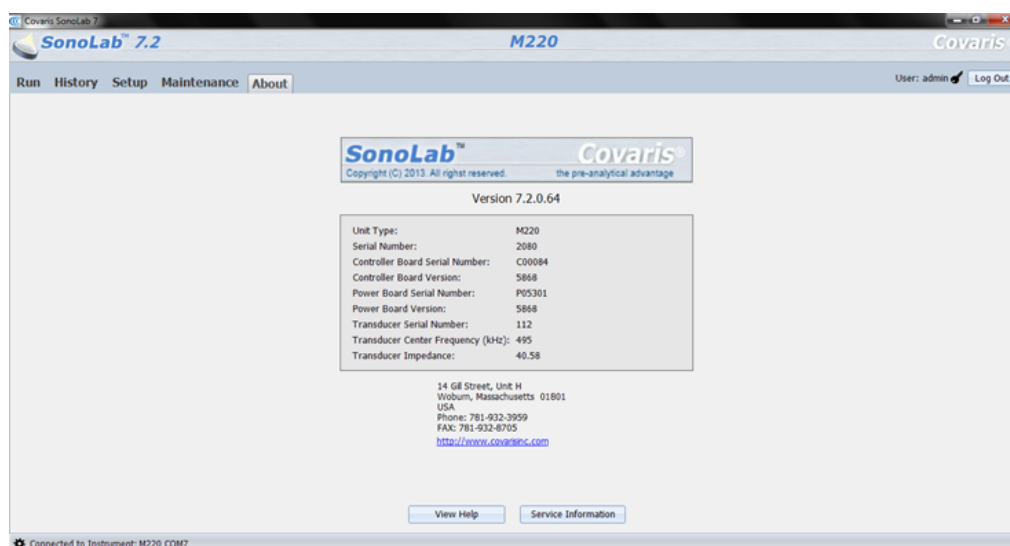 Covaris SonoLab 7
SonoLab™ 7.2 M220 Covaris
Run History Setup Maintenance About User: admin Log Out
SonoLab™ Covaris®
Copyright (C) 2013. All righst reserved. the pre-analytical advantage
Version 7.2.0.64
Unit Type: M220
Serial Number: 2080
Controller Board Serial Number: C00084
Controller Board Version: 5868
Power Board Serial Number: P05301
Power Board Version: 5868
Transducer Serial Number: 112
Transducer Center Frequency (kHz): 495
Transducer Impedance: 40.58
14 Gill Street, Unit H
Woburn, Massachusetts 01801
USA
Phone: 781-932-3959
FAX: 781-932-8705
http://www.covarisinc.com
View Help Service Information
Connected to Instrument: M220 COM7